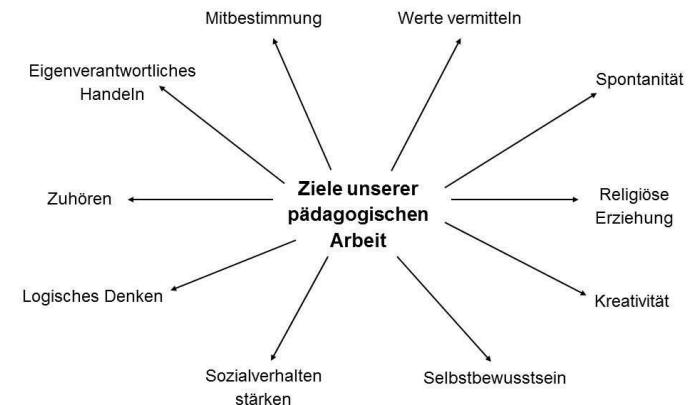 Mitbestimmung
Werte vermitteln
Eigenverantwortliches
Handeln
Spontanität
Zuhören
Ziele unserer
pädagogischen
Arbeit
Religiöse
Erziehung
Logisches Denken
Kreativität
Sozialverhalten
stärken
Selbstbewusstsein